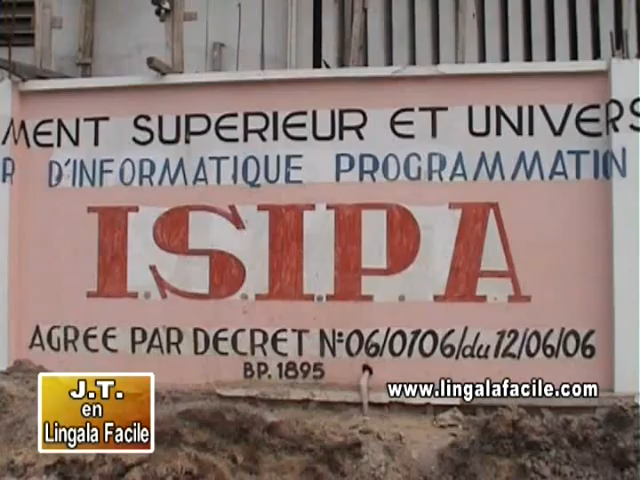 MENT SUPERIEUR ET UNIVERS
R D'INFORMATIQUE PROGRAMMATIN
I.S.I.P.A
AGREE PAR DECRET Nº06/0106/du 12/06/06
BP. 1895
www.lingalafacile.com
J.T.
en
Lingala Facile